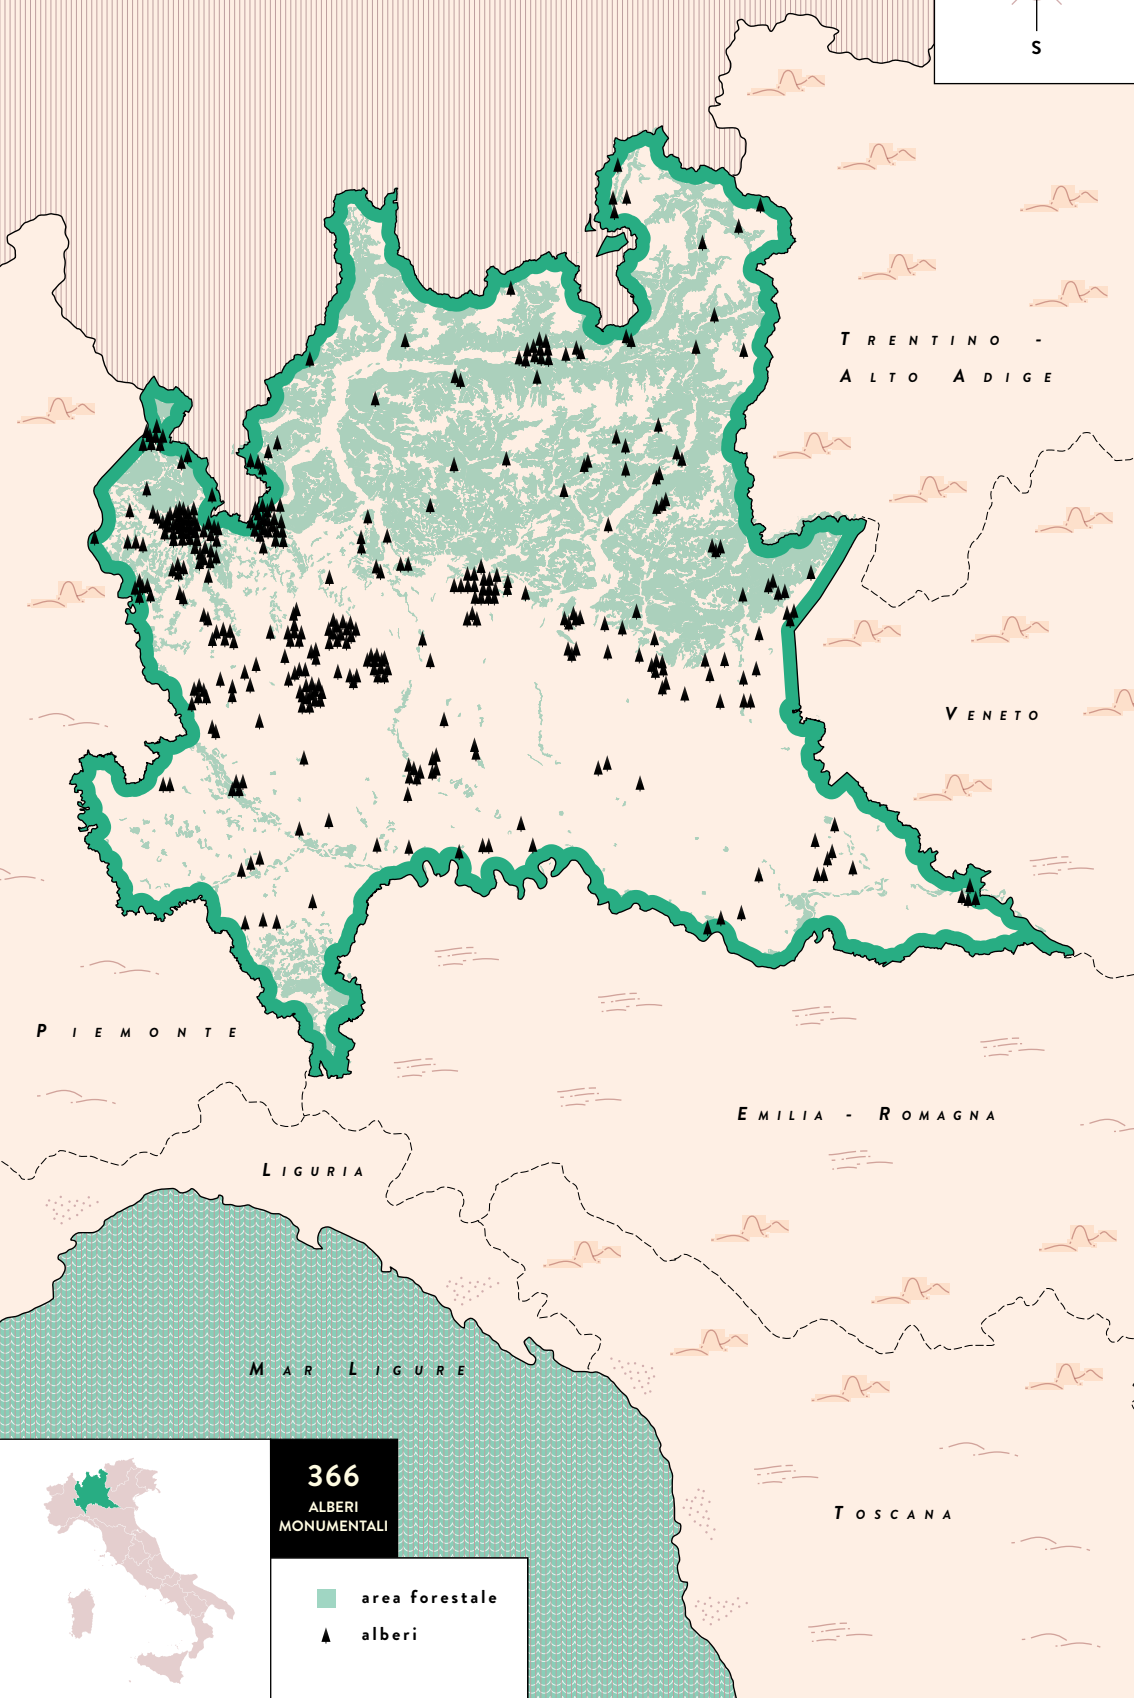 S
TRENTINO -
ALTO ADIGE
VENETO
PIEMONTE
EMILIA - ROMAGNA
LIGURIA
MAR LIGURE
TOSCANA
366
ALBERI
MONUMENTALI
area forestale
alberi